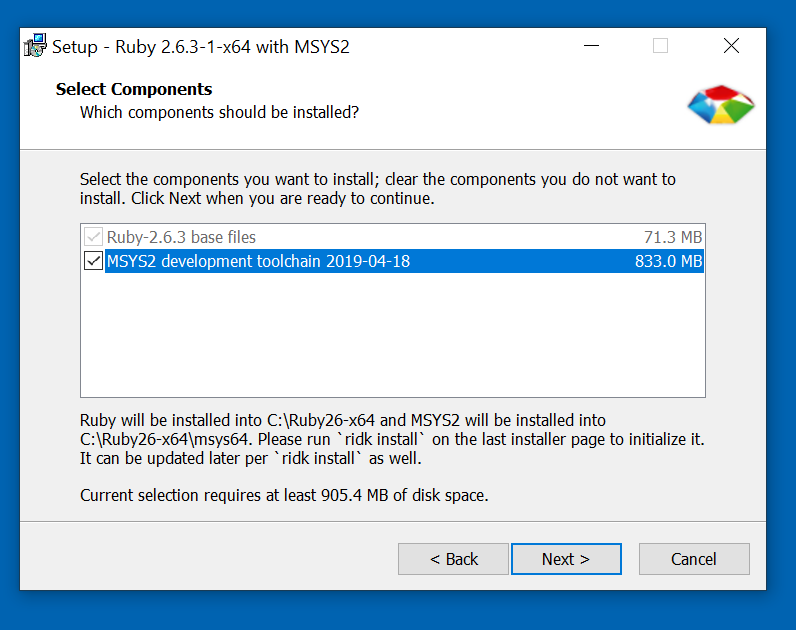 Setup - Ruby 2.6.3-1-x64 with MSYS2
Select Components
Which components should be installed?
Select the components you want to install; clear the components you do not want to
install. Click Next when you are ready to continue.
Ruby-2.6.3 base files 71.3 MB
MSYS2 development toolchain 2019-04-18 833.0 MB
Ruby will be installed into C:\Ruby26-x64 and MSYS2 will be installed into
C:\Ruby26-x64\msys64. Please run `ridk install` on the last installer page to initialize it.
It can be updated later per `ridk install` as well.
Current selection requires at least 905.4 MB of disk space.
< Back Next > Cancel